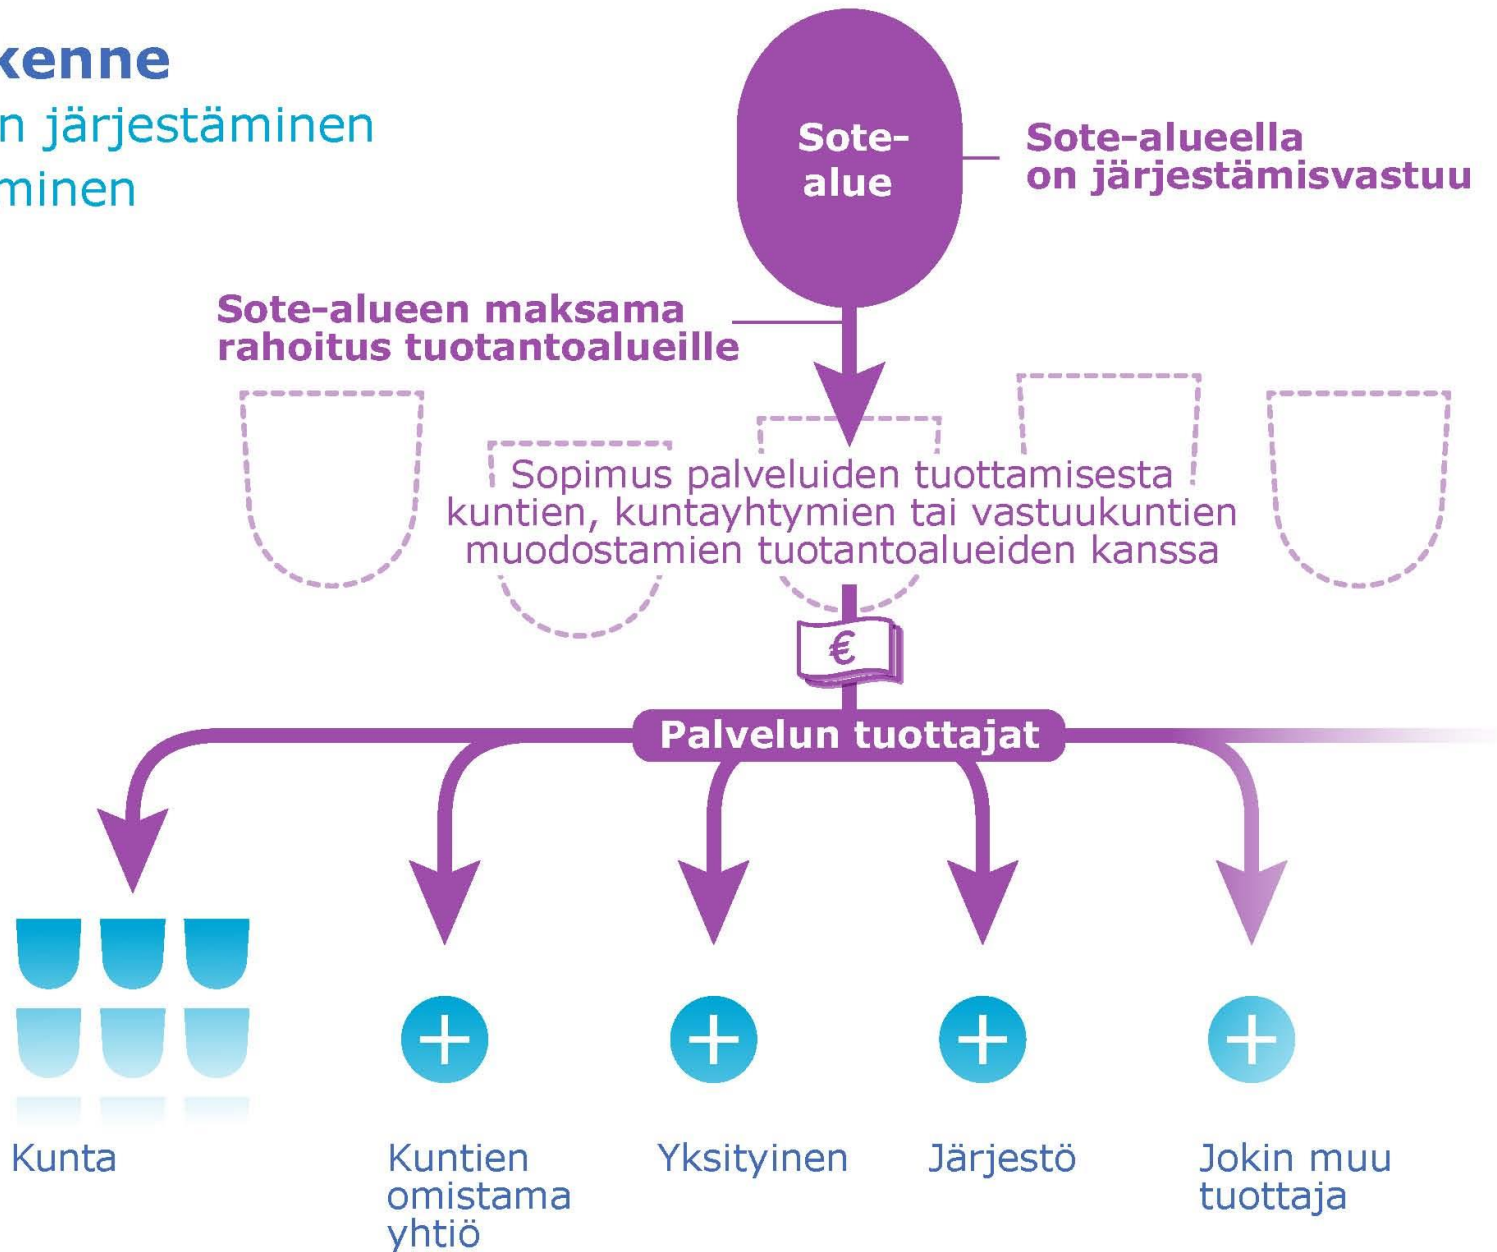 kenne
n järjestäminen
minen
Sote-
alue
Sote-alueella
on järjestämisvastuu
Sote-alueen maksama
rahoitus tuotantoalueille
Sopimus palveluiden tuottamisesta
kuntien, kuntayhtymien tai vastuukuntien
muodostamien tuotantoalueiden kanssa
€
Palvelun tuottajat
Kunta
Kuntien
omistama
yhtiö
Yksityinen
Järjestö
Jokin muu
tuottaja